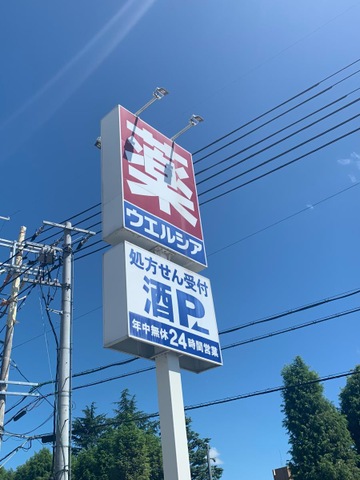 薬
ウエルシア
処方せん受付
酒P
年中無休24時間営業